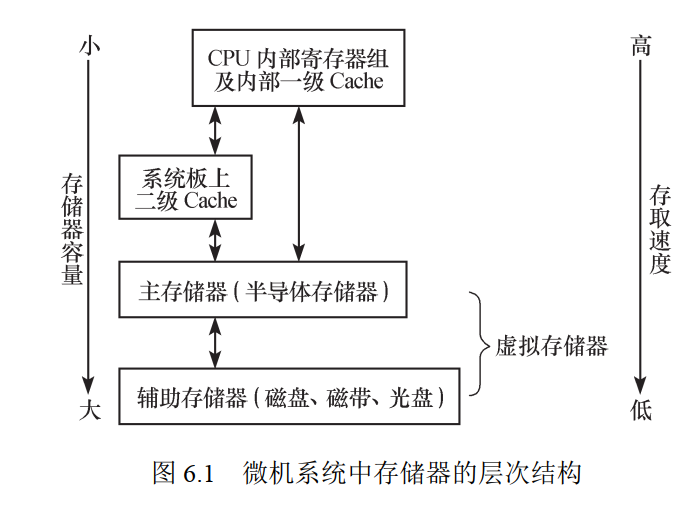 小
高
CPU 内部寄存器组
及内部一级 Cache
系统板上
二级 Cache
存储器容量
存取速度
主存储器(半导体存储器)
虚拟存储器
辅助存储器(磁盘、磁带、光盘)
大
低
图 6.1 微机系统中存储器的层次结构